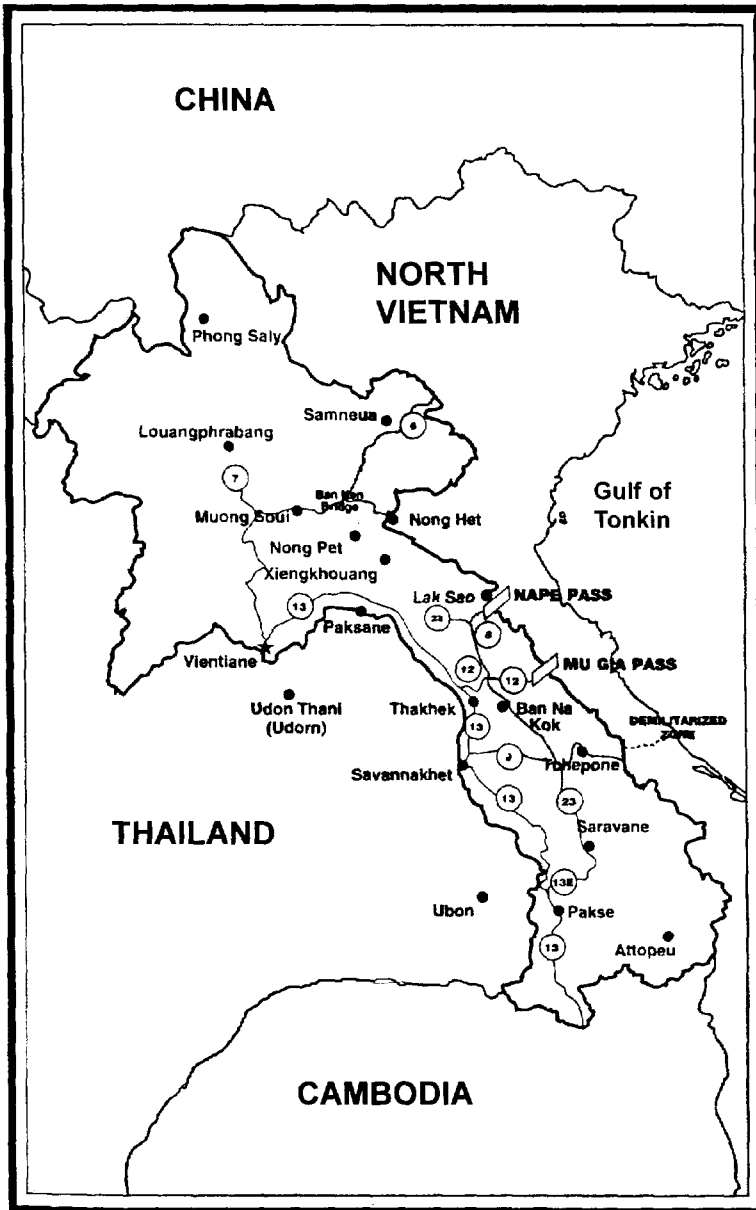 CHINA
NORTH
VIETNAM
Phong Saly
Samneua
6
Louangphrabang
7
Gulf of
Tonkin
Ban Ken
Bridge
Muong Soui
Nong Het
Nong Pet
Xiengkhouang
Lak Sao
NAPE PASS
13
23
8
Paksane
Vientiane
MU GIA PASS
12
12
Udon Thani
(Udorn)
Thakhek
Ban Na
Kok
13
DEMILITARIZED
ZONE
9
Tchepone
Savannakhet
13
23
THAILAND
Saravane
13E
Ubon
Pakse
13
Attopeu
CAMBODIA